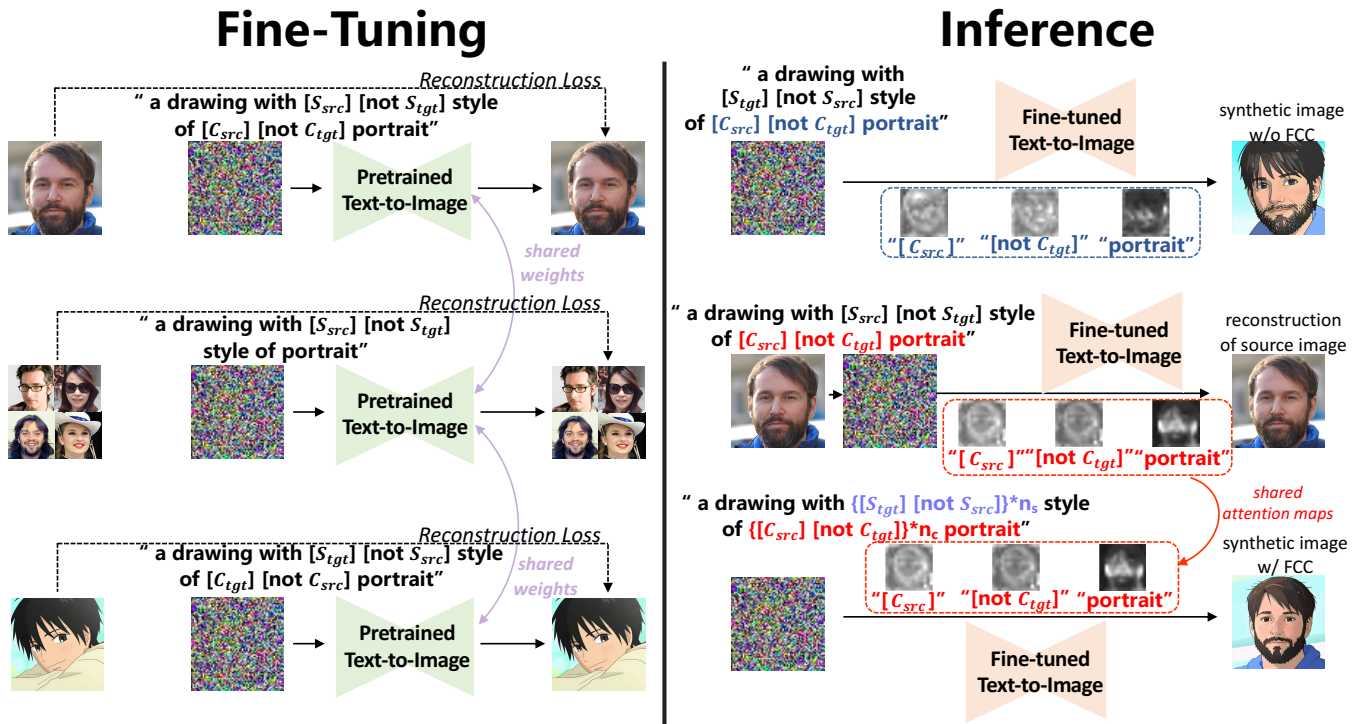 Fine-Tuning
Reconstruction Loss
“ a drawing with [S_src] [not S_tgt] style
of [C_src] [not C_tgt] portrait”
Pretrained
Text-to-Image
shared
weights
Reconstruction Loss
“ a drawing with [S_src] [not S_tgt]
style of portrait”
Pretrained
Text-to-Image
Reconstruction Loss
“ a drawing with [S_tgt] [not S_src] style
of [C_tgt] [not C_src] portrait”
shared
weights
Pretrained
Text-to-Image
Inference
“ a drawing with
[S_tgt] [not S_src] style
of [C_src] [not C_tgt] portrait”
Fine-tuned
Text-to-Image
synthetic image
w/o FCC
“[C_src]” “[not C_tgt]” “portrait”
“ a drawing with [S_src] [not S_tgt] style
of [C_src] [not C_tgt] portrait”
Fine-tuned
Text-to-Image
reconstruction
of source image
“[C_src]” “[not C_tgt]” “portrait”
“ a drawing with {[S_tgt] [not S_src]}*n_s style
of {[C_src] [not C_tgt]}*n_c portrait”
shared
attention maps
synthetic image
w/ FCC
“[C_src]” “[not C_tgt]” “portrait”
Fine-tuned
Text-to-Image